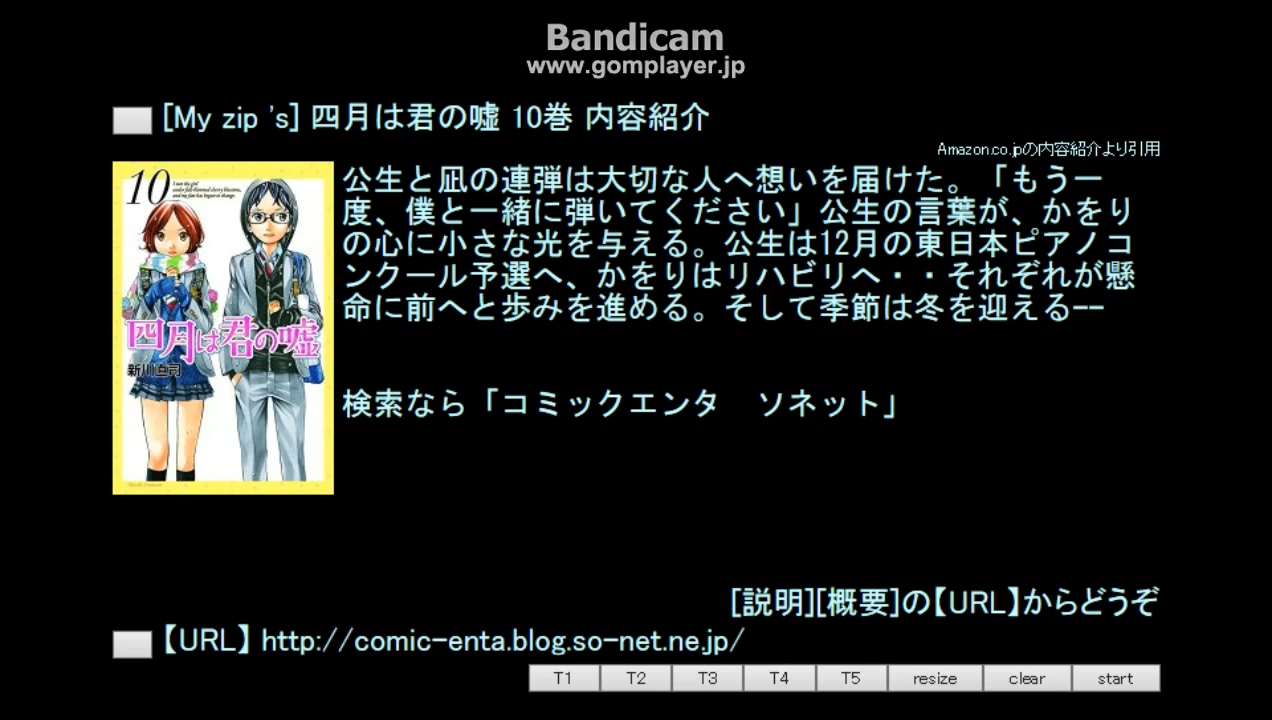 Bandicam
www.gomplayer.jp
[My zip 's] 四月は君の嘘 10巻 内容紹介
Amazon.co.jpの内容紹介より引用
10
公生と凪の連弾は大切な人へ想いを届けた。「もう一
度、僕と一緒に弾いてください」公生の言葉が、かをり
の心に小さな光を与える。公生は12月の東日本ピアノコ
ンクール予選へ、かをりはリハビリへ・・それぞれが懸
命に前へと歩みを進める。そして季節は冬を迎える--
四月は君の嘘
新川直司
検索なら「コミックエンタ　ソネット」
[説明][概要]の【URL】からどうぞ
【URL】 http://comic-enta.blog.so-net.ne.jp/
T1 T2 T3 T4 T5 resize clear start